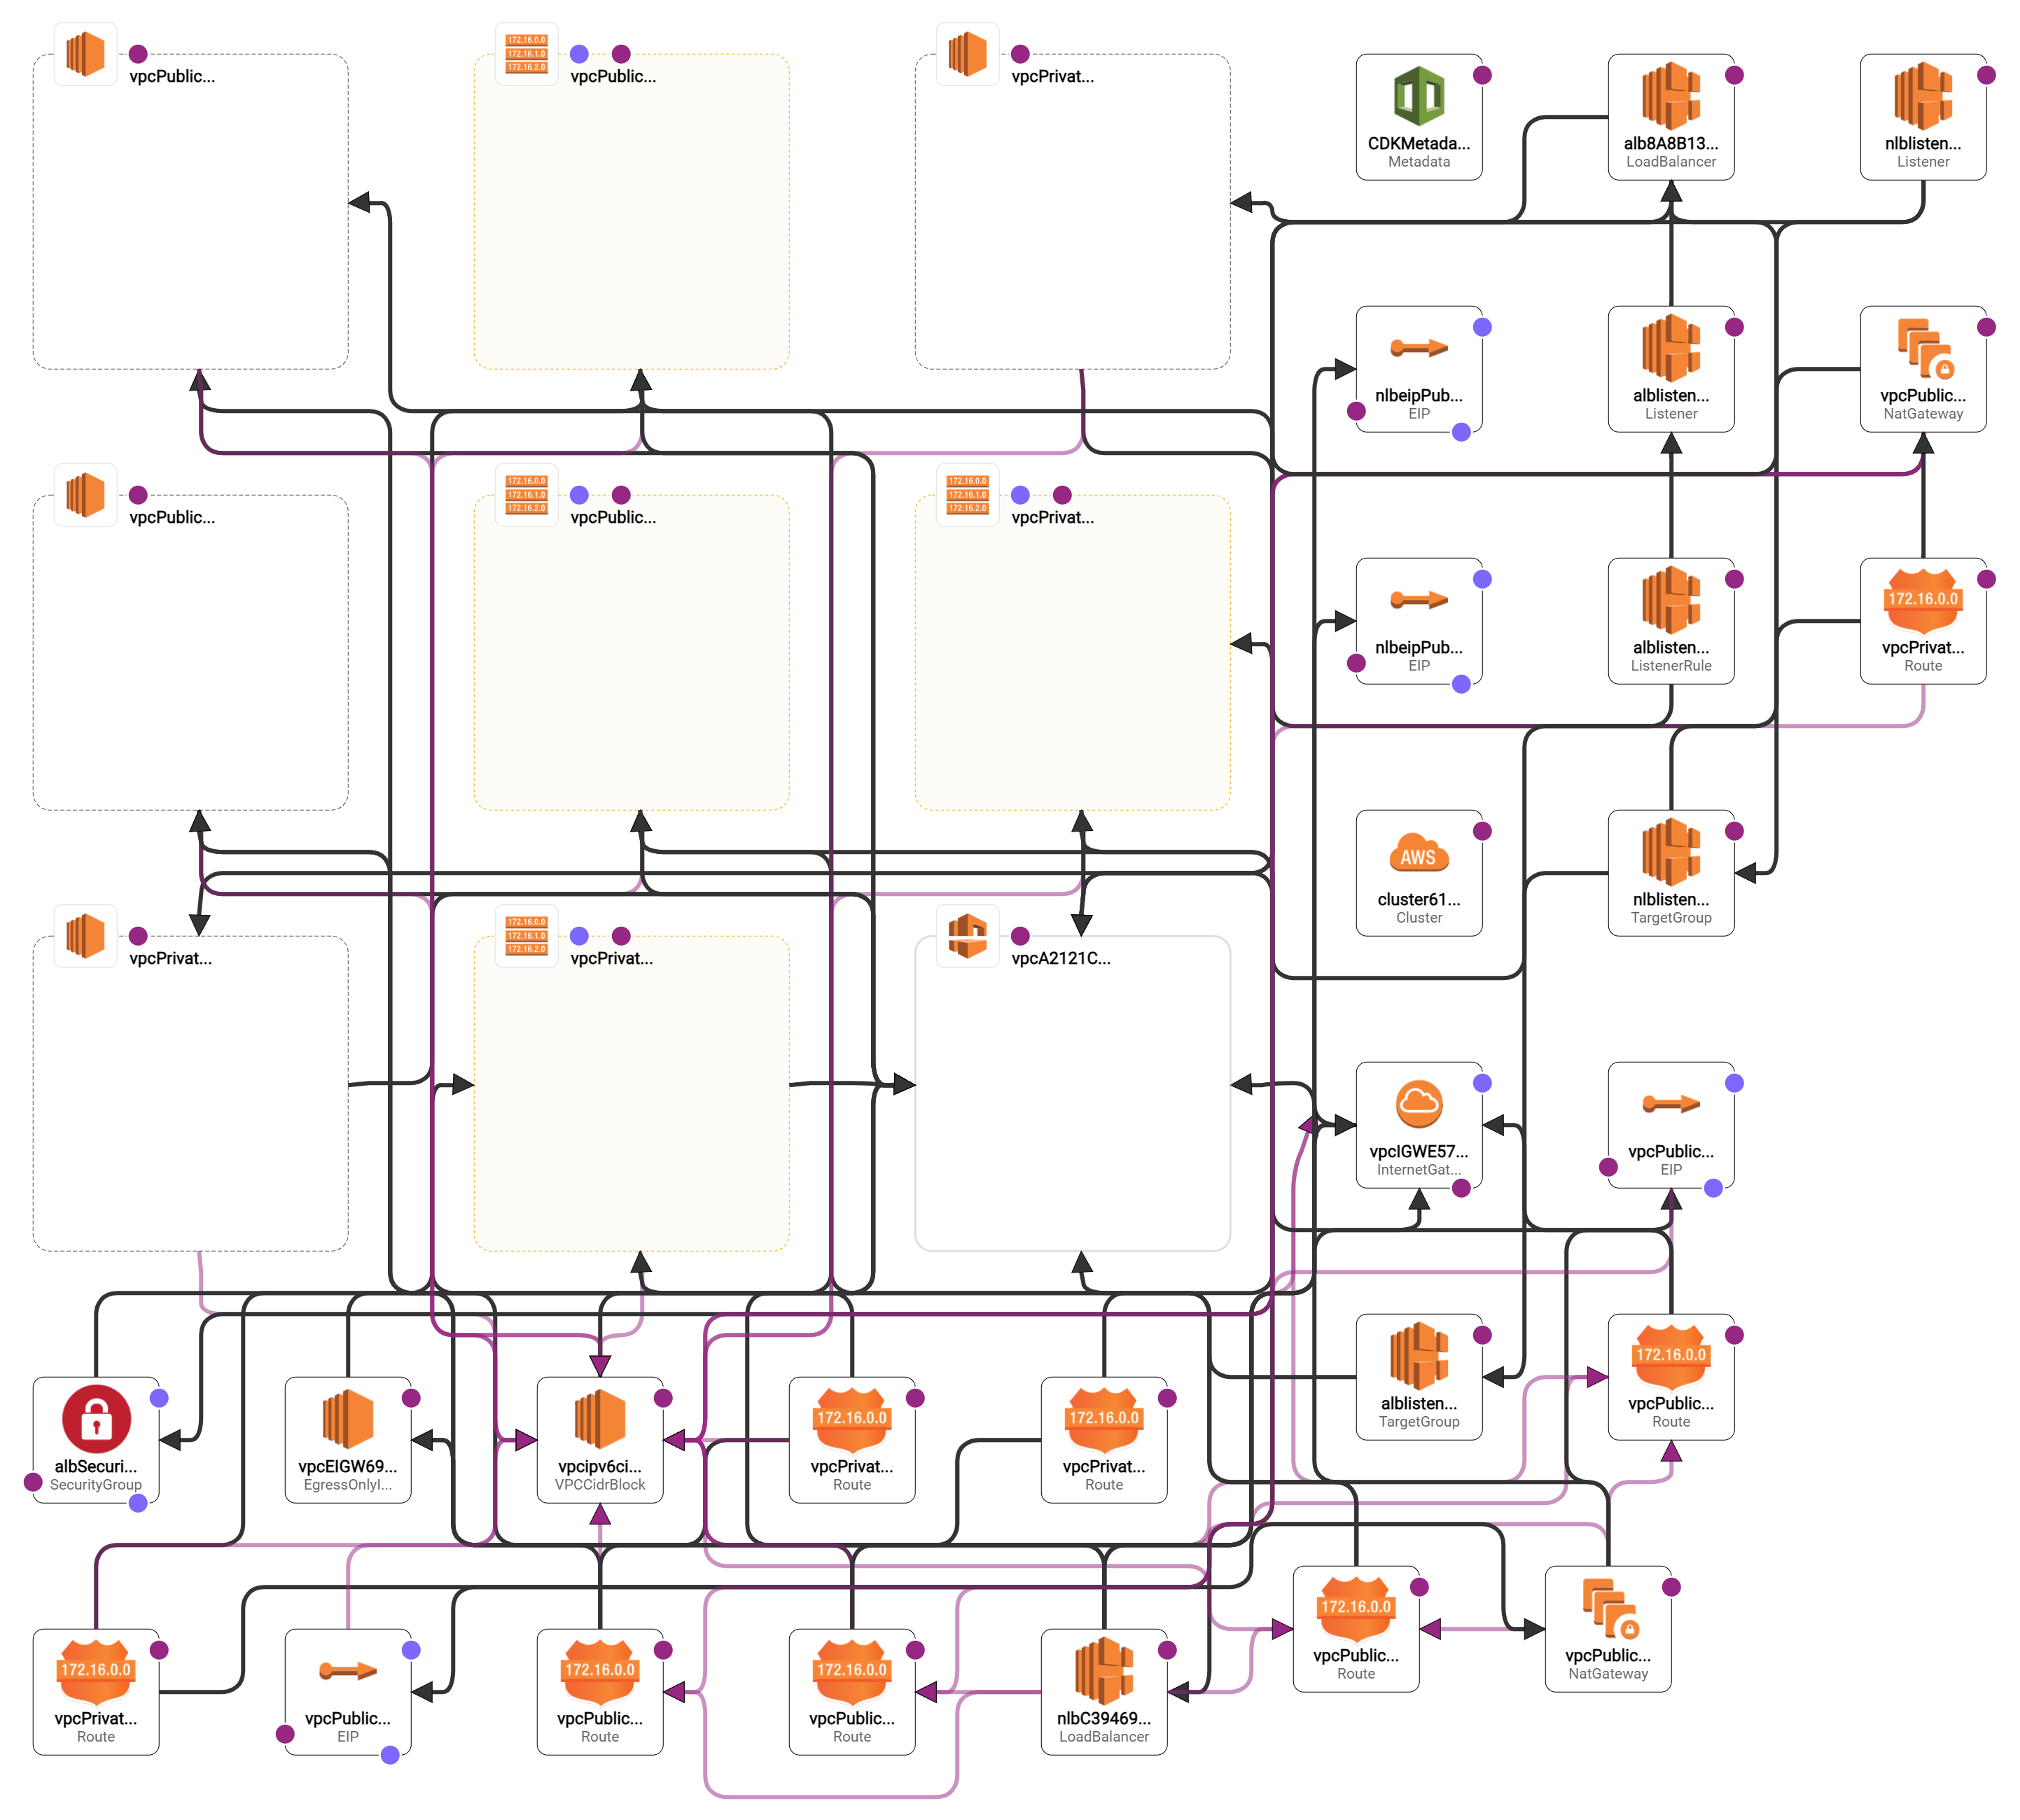 172.16.0.0
172.16.1.0
172.16.2.0
vpcPublic...
vpcPublic...
vpcPrivat...
CDKMetada...
Metadata
alb8A8B13...
LoadBalancer
nlblisten...
Listener
nlbeipPub...
EIP
alblisten...
Listener
vpcPublic...
NatGateway
172.16.0.0
172.16.1.0
172.16.2.0
172.16.0.0
172.16.1.0
172.16.2.0
vpcPublic...
vpcPublic...
vpcPrivat...
nlbeipPub...
EIP
alblisten...
ListenerRule
172.16.0.0
vpcPrivat...
Route
AWS
cluster61...
Cluster
nlblisten...
TargetGroup
172.16.0.0
172.16.1.0
172.16.2.0
vpcPrivat...
vpcPrivat...
vpcA2121C...
vpcIGWE57...
InternetGat...
vpcPublic...
EIP
alblisten...
TargetGroup
172.16.0.0
vpcPublic...
Route
albSecuri...
SecurityGroup
vpcEIGW69...
EgressOnlyI...
vpcipv6ci...
VPCCidrBlock
172.16.0.0
vpcPrivat...
Route
172.16.0.0
vpcPrivat...
Route
172.16.0.0
vpcPublic...
Route
vpcPublic...
NatGateway
172.16.0.0
vpcPrivat...
Route
vpcPublic...
EIP
172.16.0.0
vpcPublic...
Route
172.16.0.0
vpcPublic...
Route
nlbC39469...
LoadBalancer